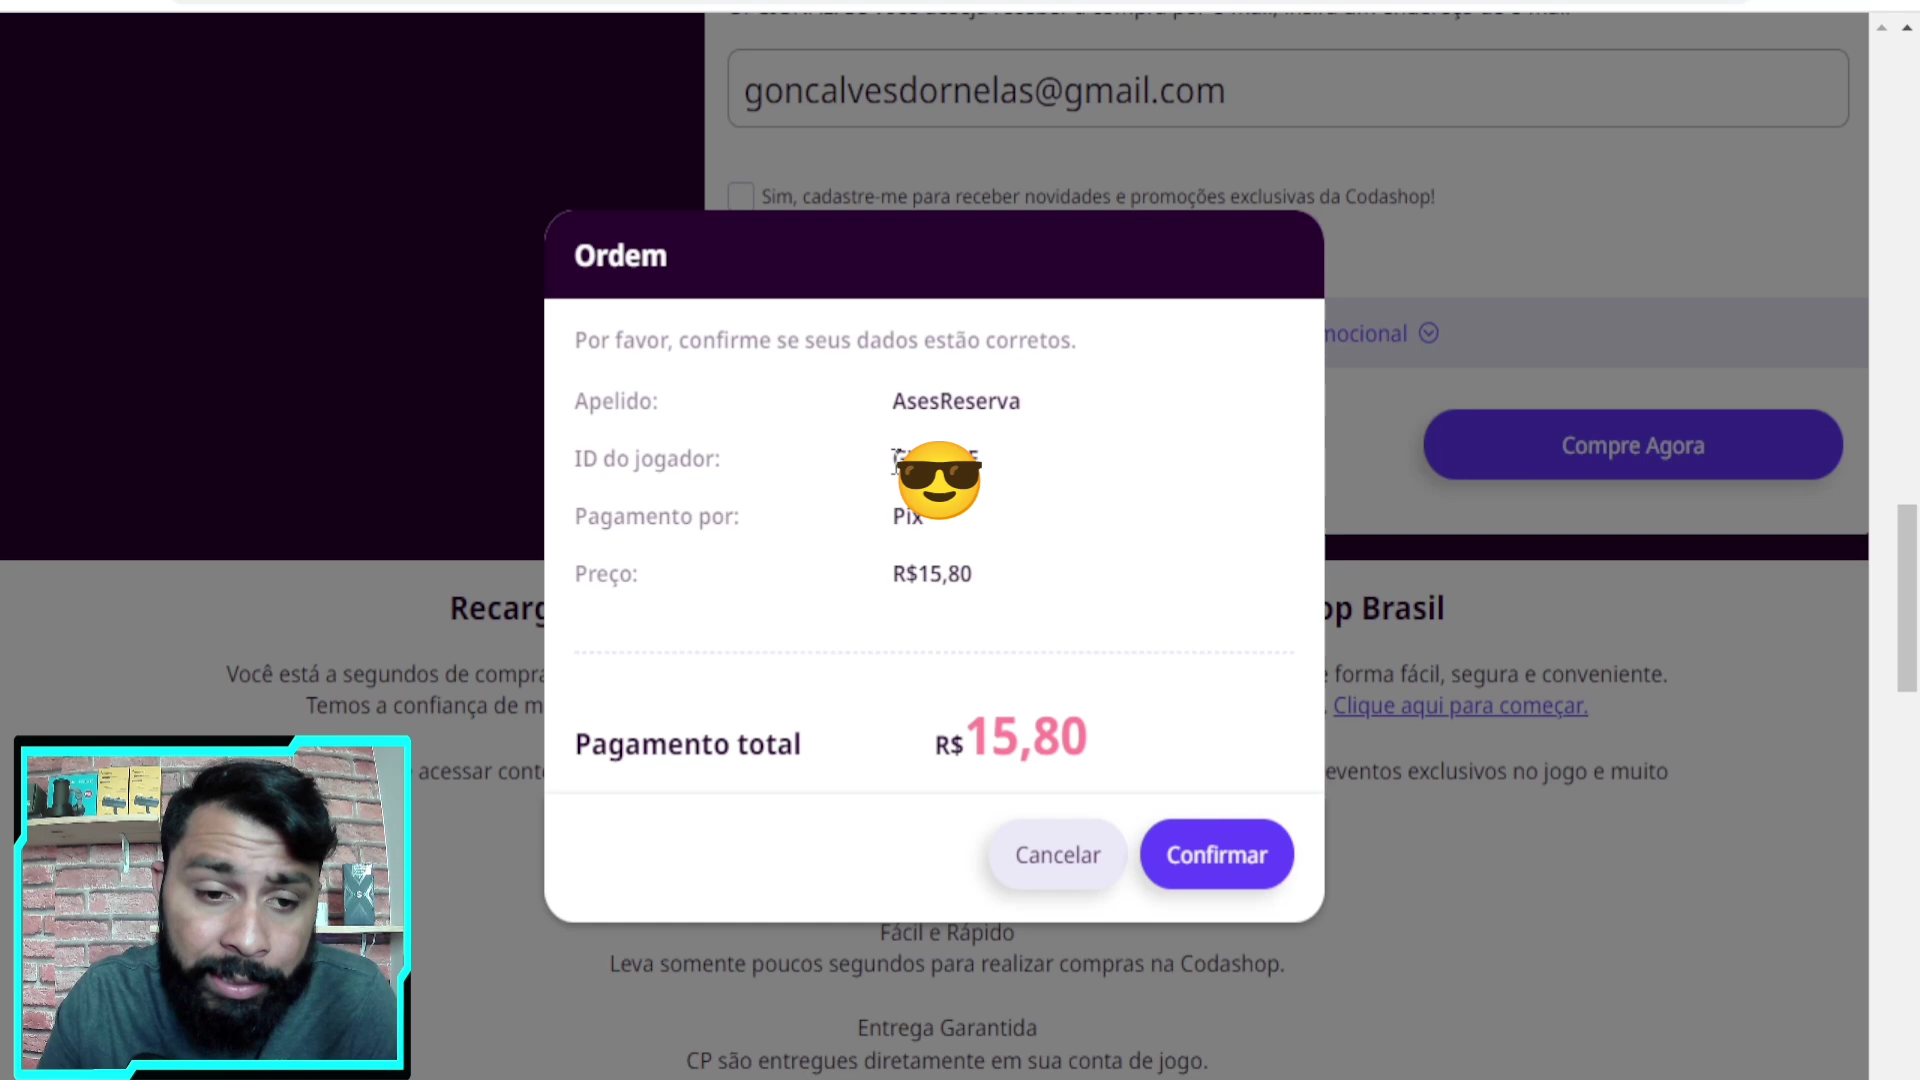 goncalvesdornelas@gmail.com
Sim, cadastre-me para receber novidades e promoções exclusivas da Codashop!
Ordem
Por favor, confirme se seus dados estão corretos.
mocional
Apelido: AsesReserva
Compre Agora
ID do jogador:
Pagamento por: Pix
Preço: R$15,80
Recarg
op Brasil
Você está a segundos de compra
e forma fácil, segura e conveniente.
Temos a confiança de m
. Clique aqui para começar.
Pagamento total R$15,80
acessar conte
eventos exclusivos no jogo e muito
Cancelar Confirmar
Fácil e Rápido
Leva somente poucos segundos para realizar compras na Codashop.
Entrega Garantida
CP são entregues diretamente em sua conta de jogo.